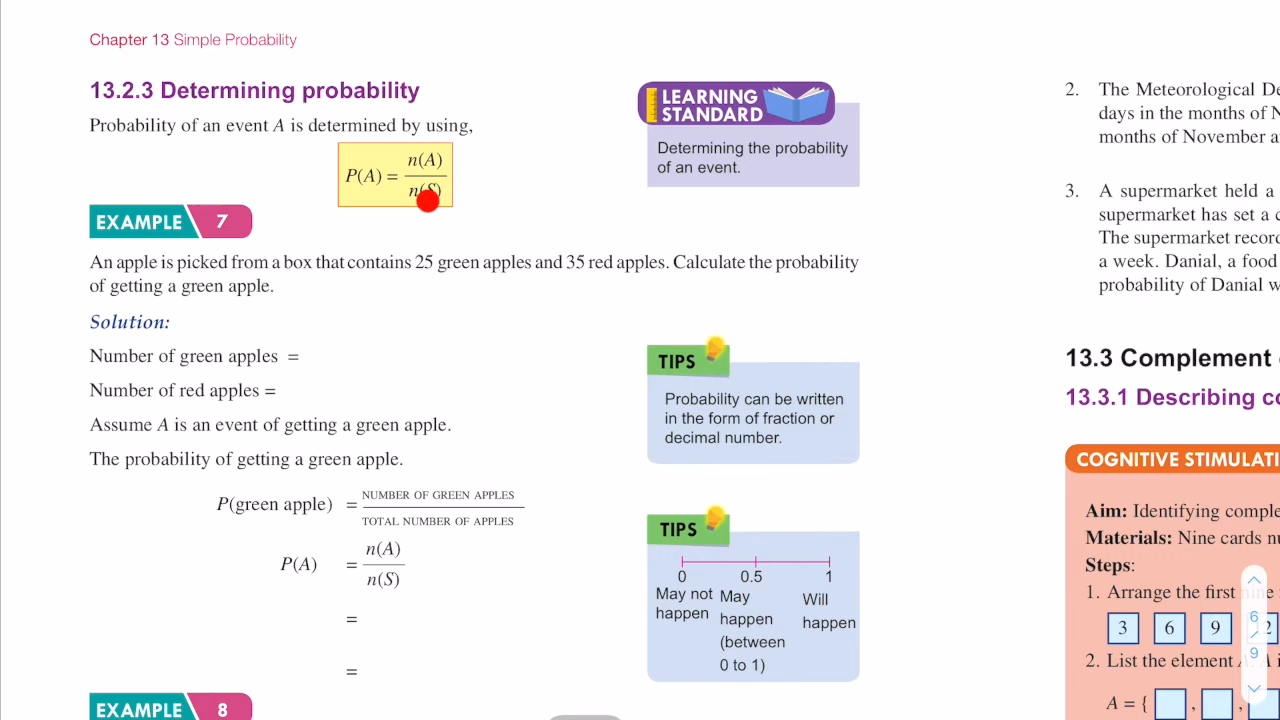 Chapter 13 Simple Probability
13.2.3 Determining probability
Probability of an event A is determined by using,
P(A) = n(A)/n(S)
LEARNING
STANDARD
Determining the probability
of an event.
EXAMPLE 7
An apple is picked from a box that contains 25 green apples and 35 red apples. Calculate the probability
of getting a green apple.
Solution:
Number of green apples =
Number of red apples =
Assume A is an event of getting a green apple.
The probability of getting a green apple.
P(green apple) = NUMBER OF GREEN APPLES/TOTAL NUMBER OF APPLES
P(A) = n(A)/n(S)
=
=
TIPS
Probability can be written
in the form of fraction or
decimal number.
TIPS
0 0.5 1
May not
happen
May
happen
(between
0 to 1)
Will
happen
EXAMPLE 8
2. The Meteorological De
days in the months of N
months of November a
3. A supermarket held a
supermarket has set a c
The supermarket record
a week. Danial, a food
probability of Danial w
13.3 Complement
13.3.1 Describing co
COGNITIVE STIMULATI
Aim: Identifying comple
Materials: Nine cards nu
Steps:
1. Arrange the first
3 6 9 2
2. List the element
A = { , ,
6
9